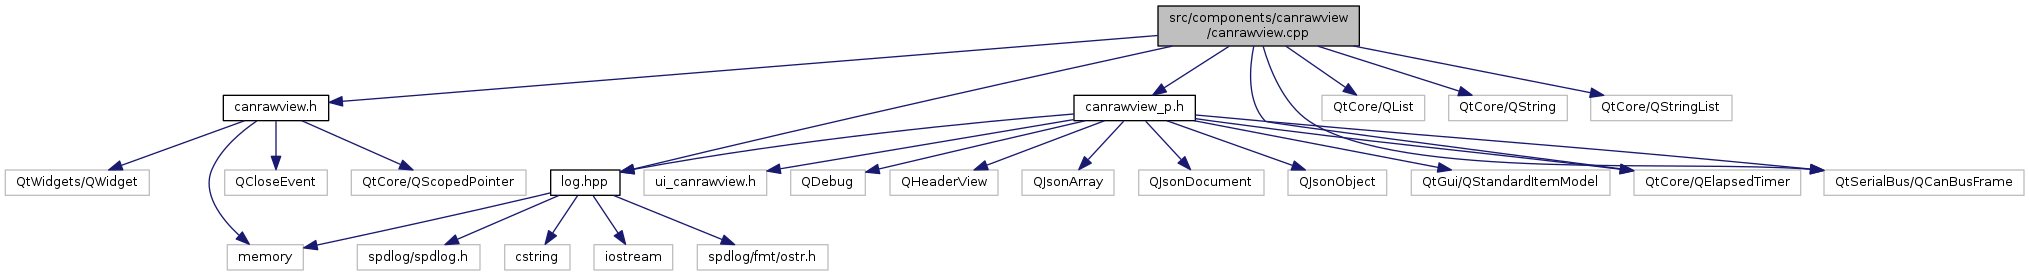 src/components/canrawview
/canrawview.cpp
canrawview.h
canrawview_p.h
QtCore/QList
QtCore/QString
QtCore/QStringList
QtWidgets/QWidget
QCloseEvent
QtCore/QScopedPointer
log.hpp
ui_canrawview.h
QDebug
QHeaderView
QJsonArray
QJsonDocument
QJsonObject
QtGui/QStandardItemModel
QtCore/QElapsedTimer
QtSerialBus/QCanBusFrame
memory
spdlog/spdlog.h
cstring
iostream
spdlog/fmt/ostr.h